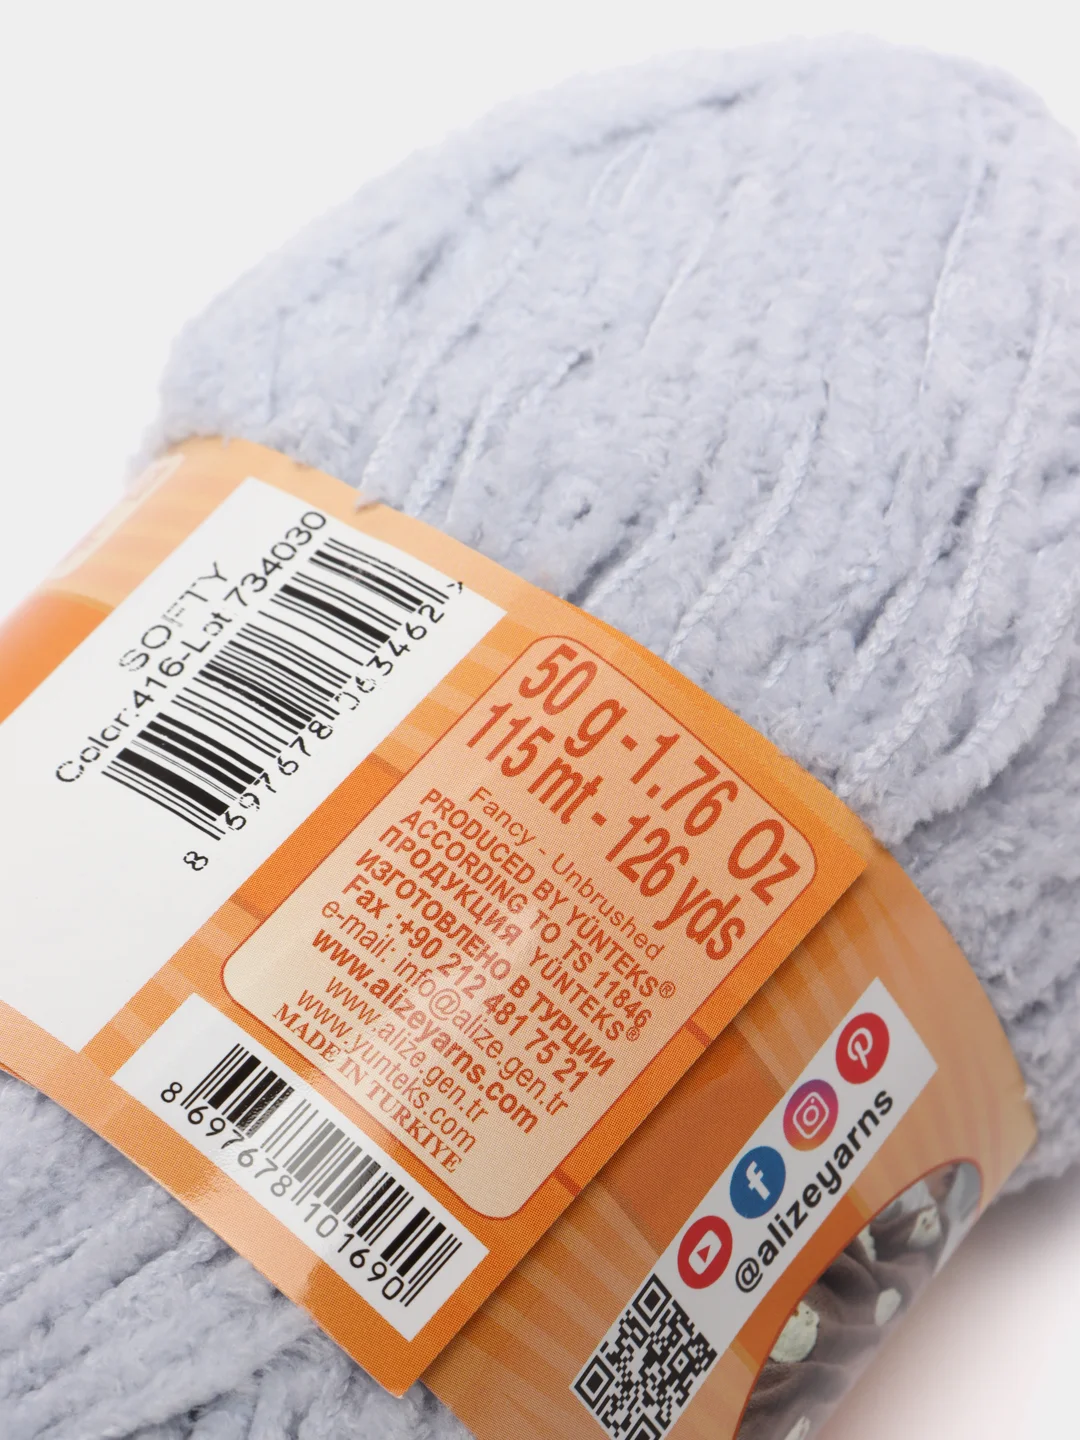 SOFTY
Color:416-Lot:734030
8 697678 063462
50 g - 1.76 Oz
115 mt - 126 yds
Fancy - Unbrushed
PRODUCED BY YÜNTEKS®
ACCORDING TO TS 11846
ПРОДУКЦИЯ YÜNTEKS®
ИЗГОТОВЛЕНО В ТУРЦИИ
Fax :+90 212 481 75 21
e-mail: info@alize.gen.tr
www.alizeyarns.com
www.alize.gen.tr
www.yunteks.com
MADE IN TURKIYE
8 697678 101690
@alizeyarns